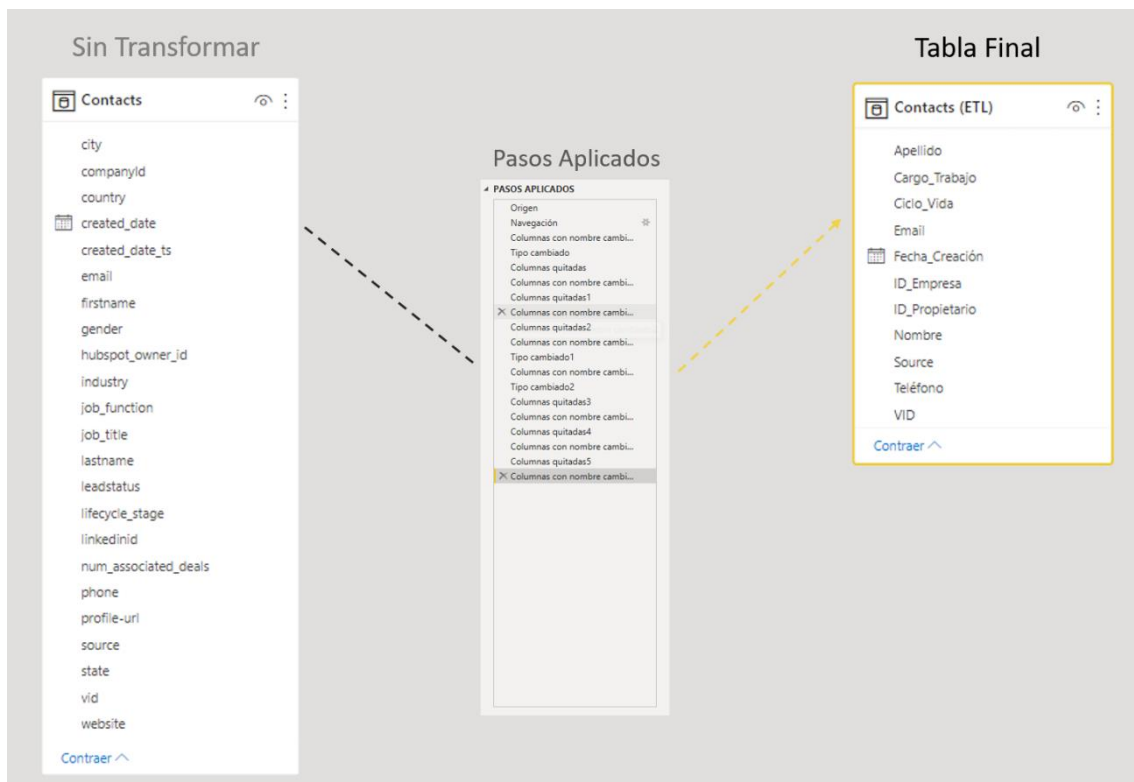 Sin Transformar
Contacts
city
companyId
country
created_date
created_date_ts
email
firstname
gender
hubspot_owner_id
industry
job_function
job_title
lastname
leadstatus
lifecycle_stage
linkedinid
num_associated_deals
phone
profile-url
source
state
vid
website
Contraer
Pasos Aplicados
PASOS APLICADOS
Origen
Navegación
Columnas con nombre cambi...
Tipo cambiado
Columnas quitadas
Columnas con nombre cambi...
Columnas quitadas1
Columnas con nombre cambi...
Columnas quitadas2
Columnas con nombre cambi...
Tipo cambiado1
Columnas con nombre cambi...
Tipo cambiado2
Columnas quitadas3
Columnas con nombre cambi...
Columnas quitadas4
Columnas con nombre cambi...
Columnas quitadas5
Columnas con nombre cambi...
Tabla Final
Contacts (ETL)
Apellido
Cargo_Trabajo
Ciclo_Vida
Email
Fecha_Creación
ID_Empresa
ID_Propietario
Nombre
Source
Teléfono
VID
Contraer